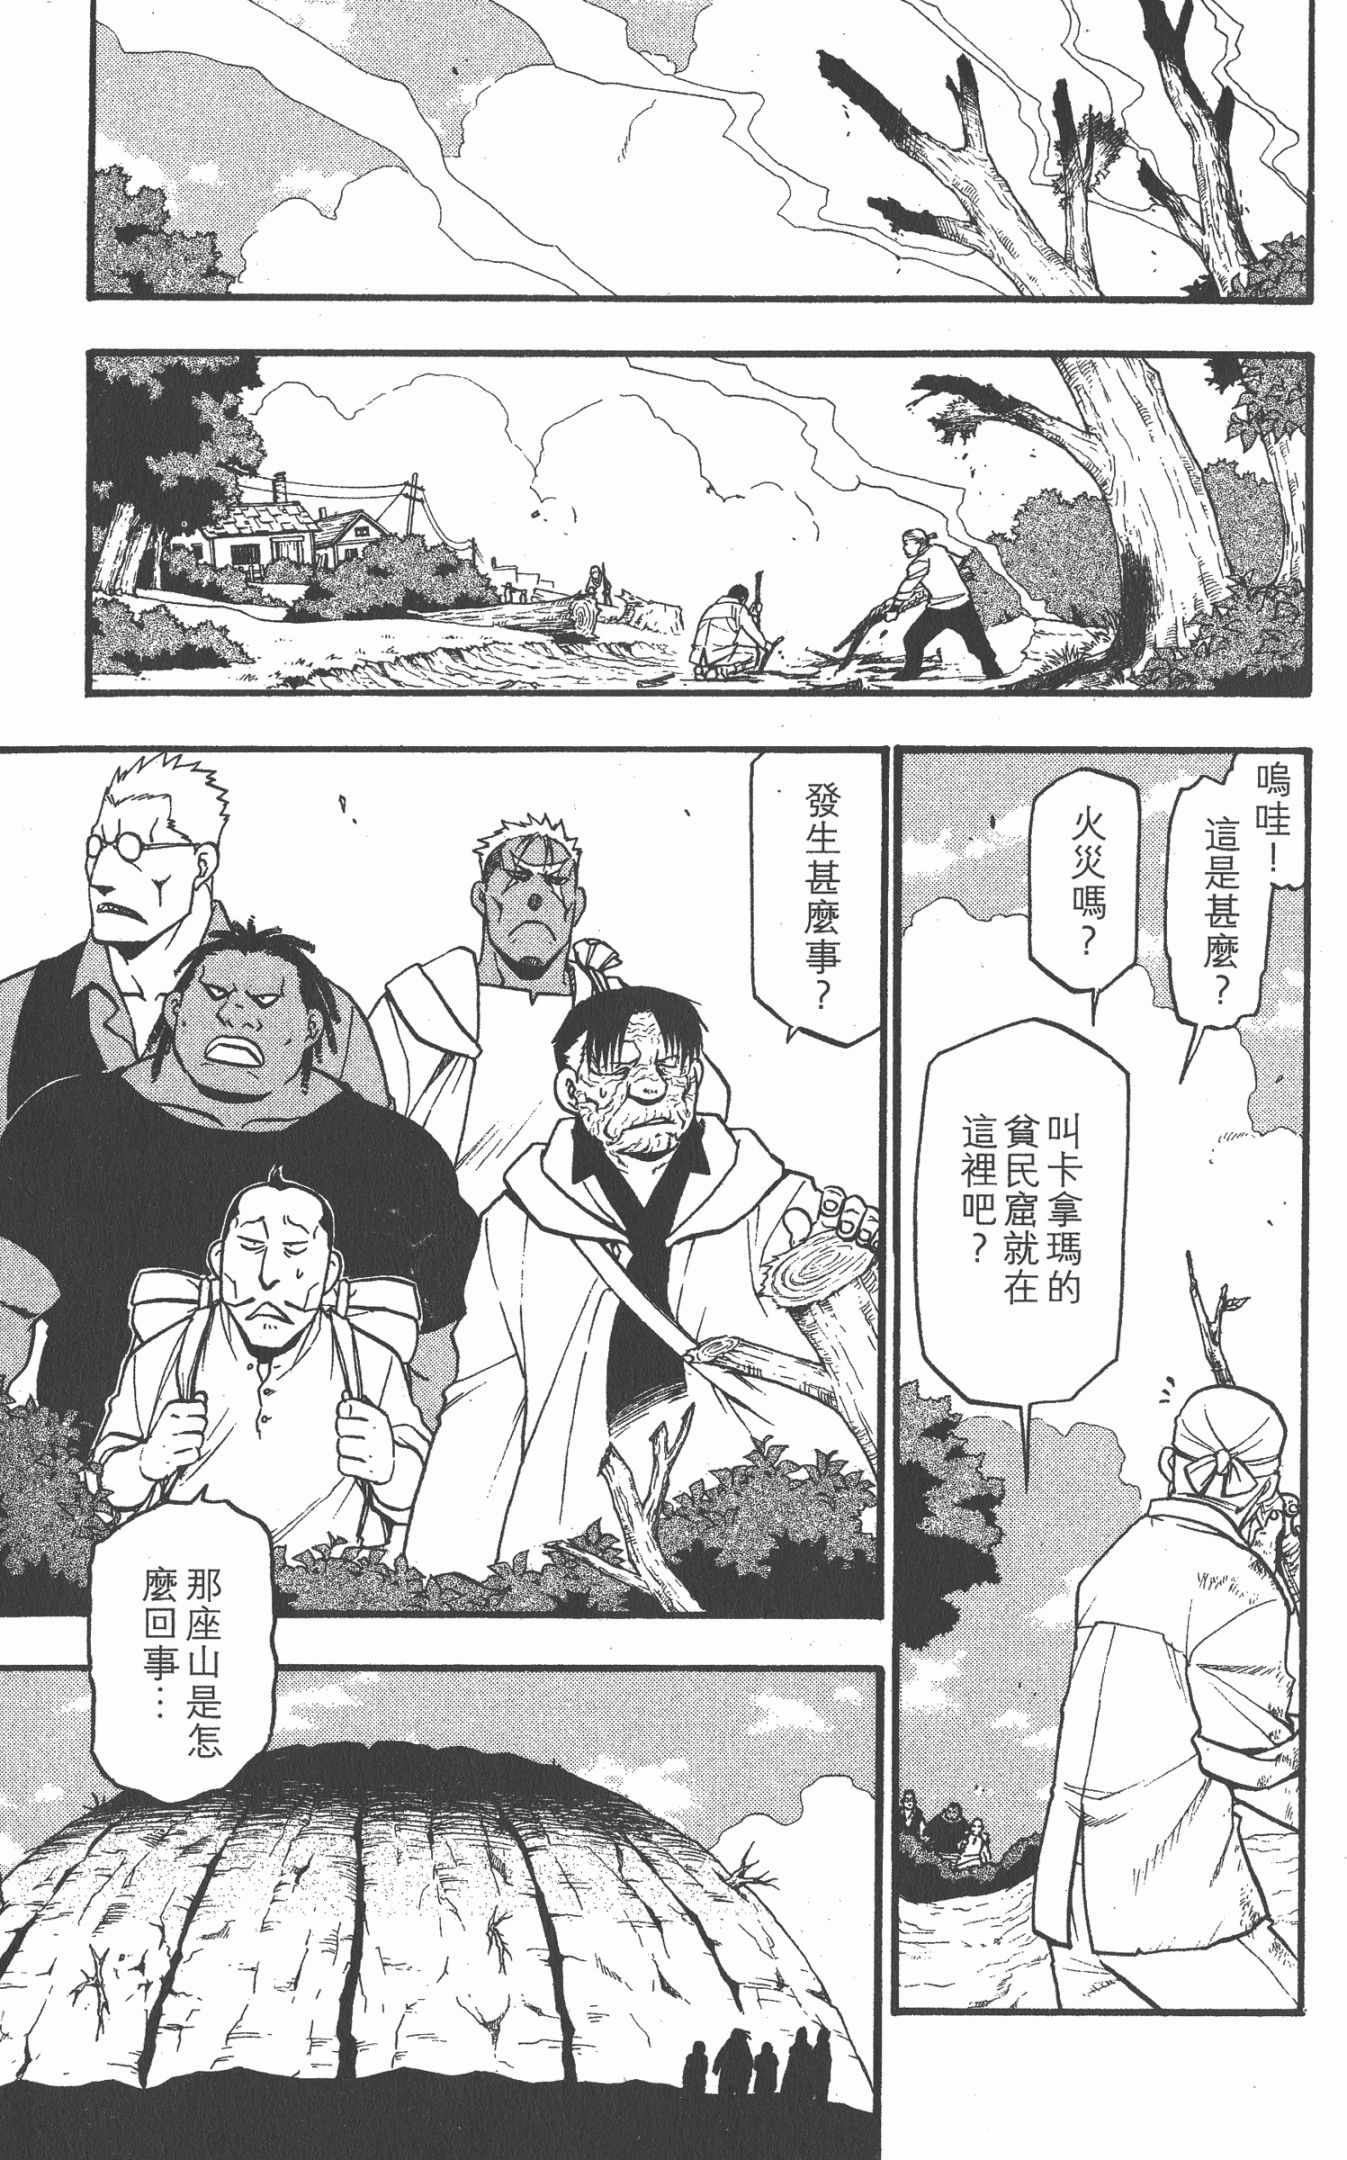 嗚哇！
這是甚麼？
火災嗎？
叫卡拿瑪的
貧民窟就在
這裡吧？
發生甚麼事？
那座山是怎
麼回事…